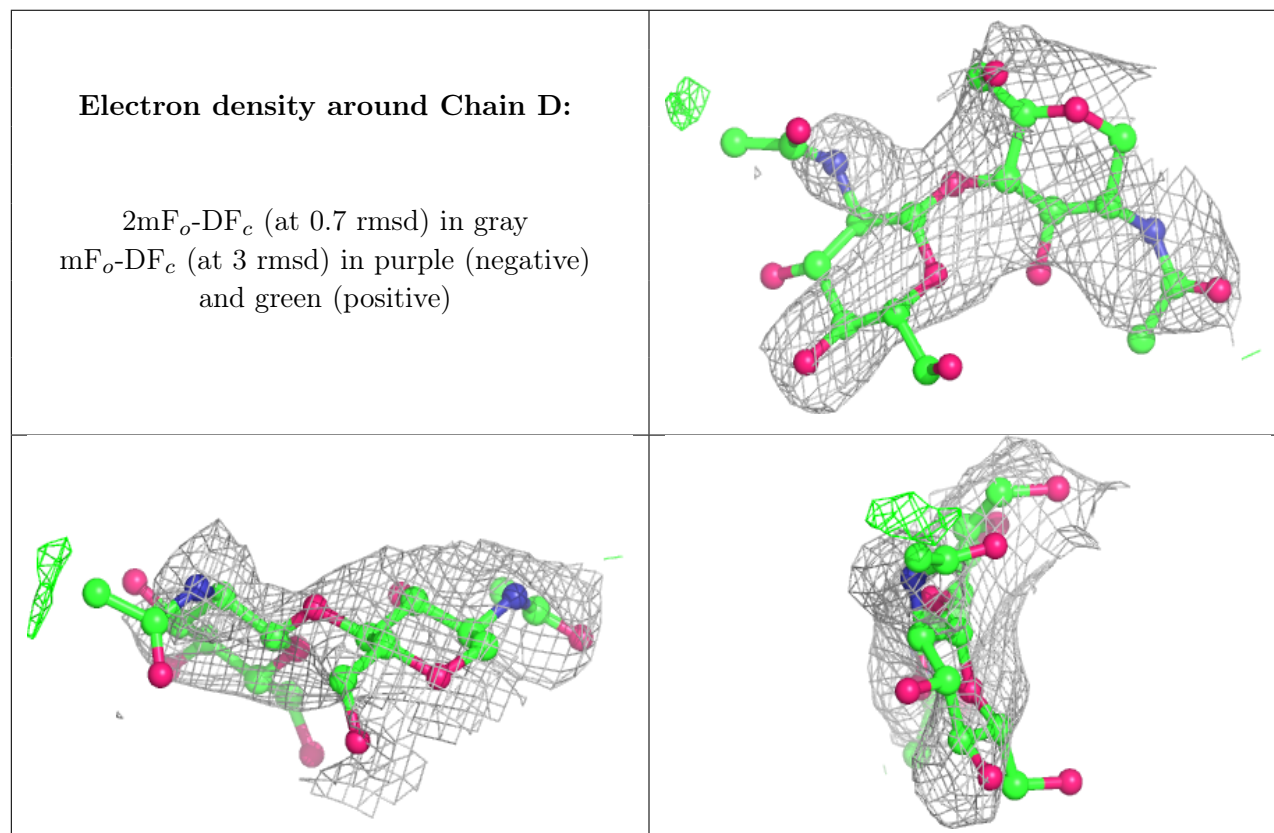 Electron density around Chain D:
2mFₒ-DF𝒸 (at 0.7 rmsd) in gray
mFₒ-DF𝒸 (at 3 rmsd) in purple (negative)
and green (positive)